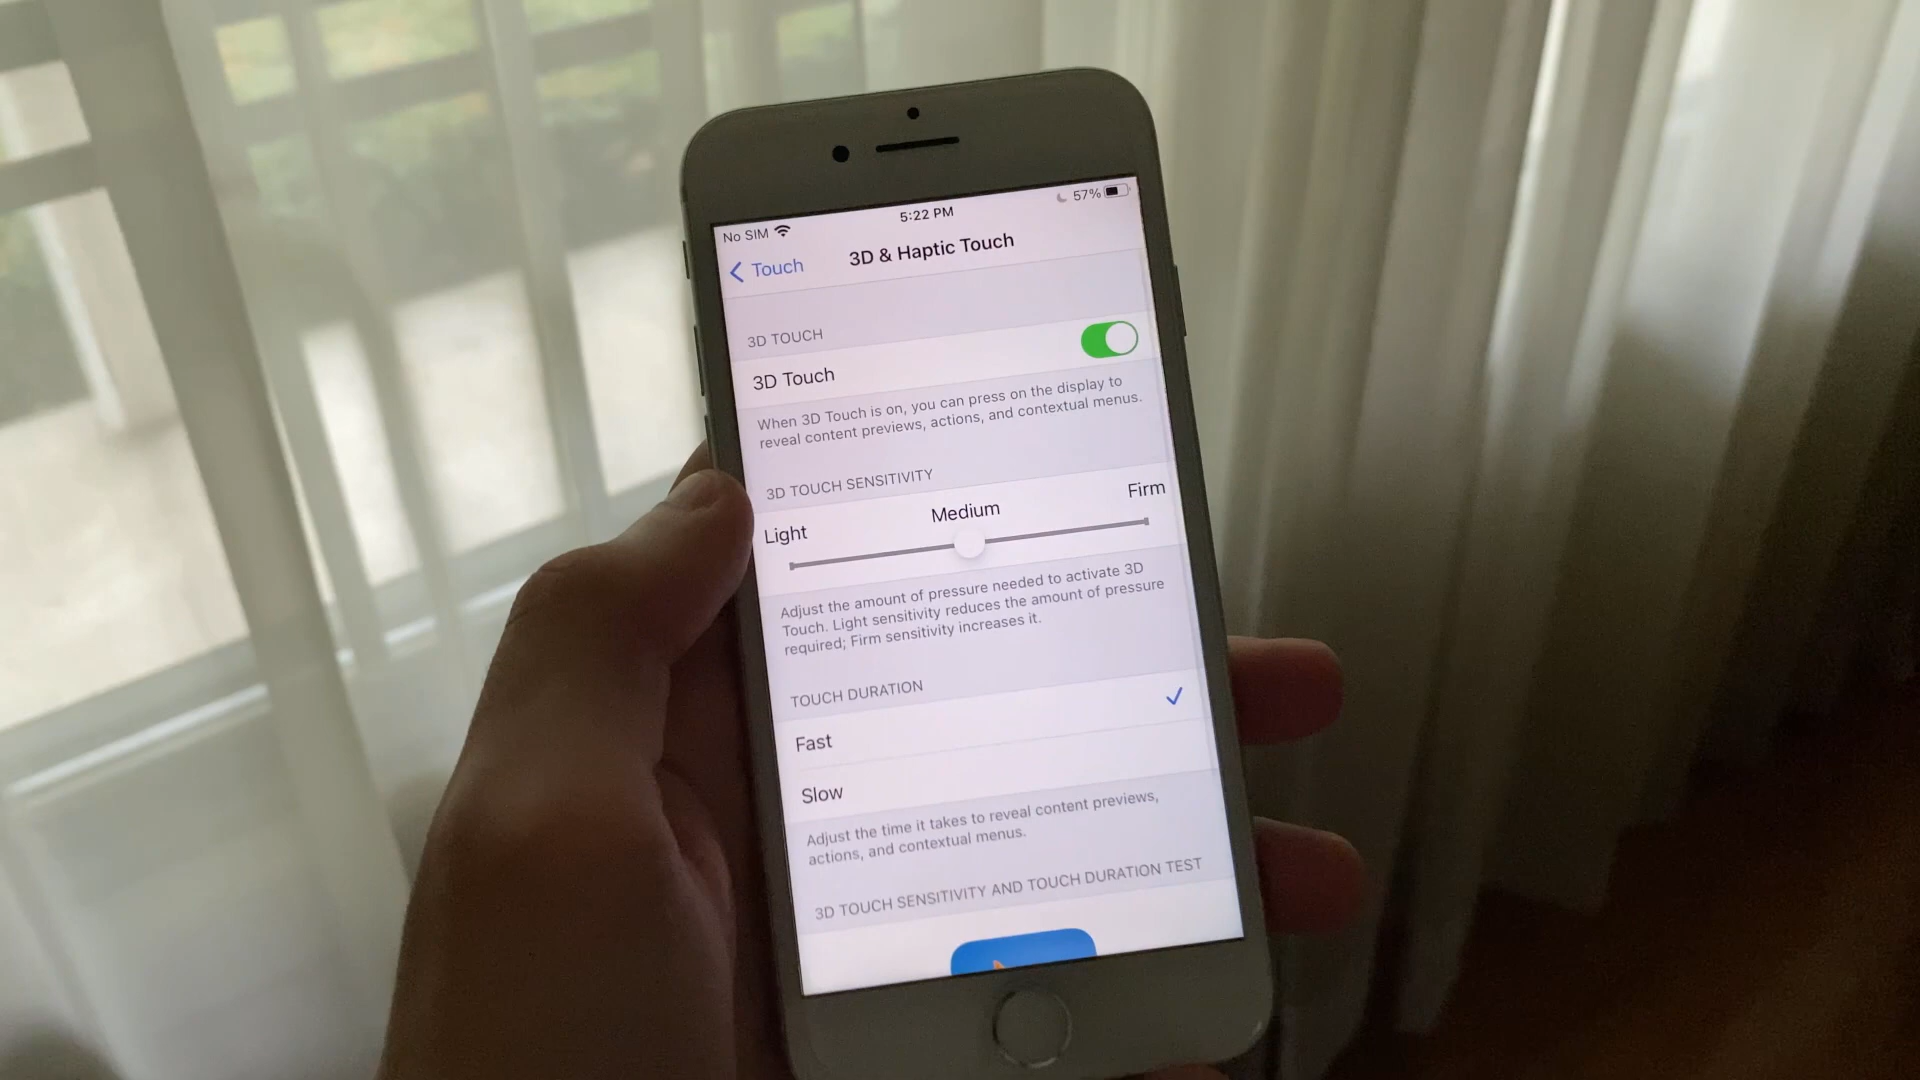 No SIM 5:22 PM 57%
Touch 3D & Haptic Touch
3D TOUCH
3D Touch
When 3D Touch is on, you can press on the display to
reveal content previews, actions, and contextual menus.
3D TOUCH SENSITIVITY
Light Medium Firm
Adjust the amount of pressure needed to activate 3D
Touch. Light sensitivity reduces the amount of pressure
required; Firm sensitivity increases it.
TOUCH DURATION
Fast
Slow
Adjust the time it takes to reveal content previews,
actions, and contextual menus.
3D TOUCH SENSITIVITY AND TOUCH DURATION TEST